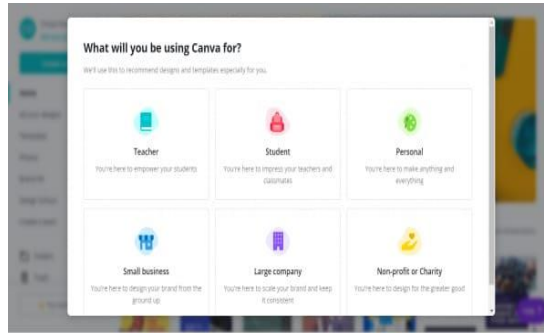 What will you be using Canva for?
We'll use this to recommend designs and templates especially for you.
Teacher
You're here to empower your students
Student
You're here to impress your teachers and
classmates
Personal
You're here to make anything and
everything
Small business
You're here to design your brand from the
ground up
Large company
You're here to scale your brand and keep
it consistent
Non-profit or Charity
You're here to design for the greater good